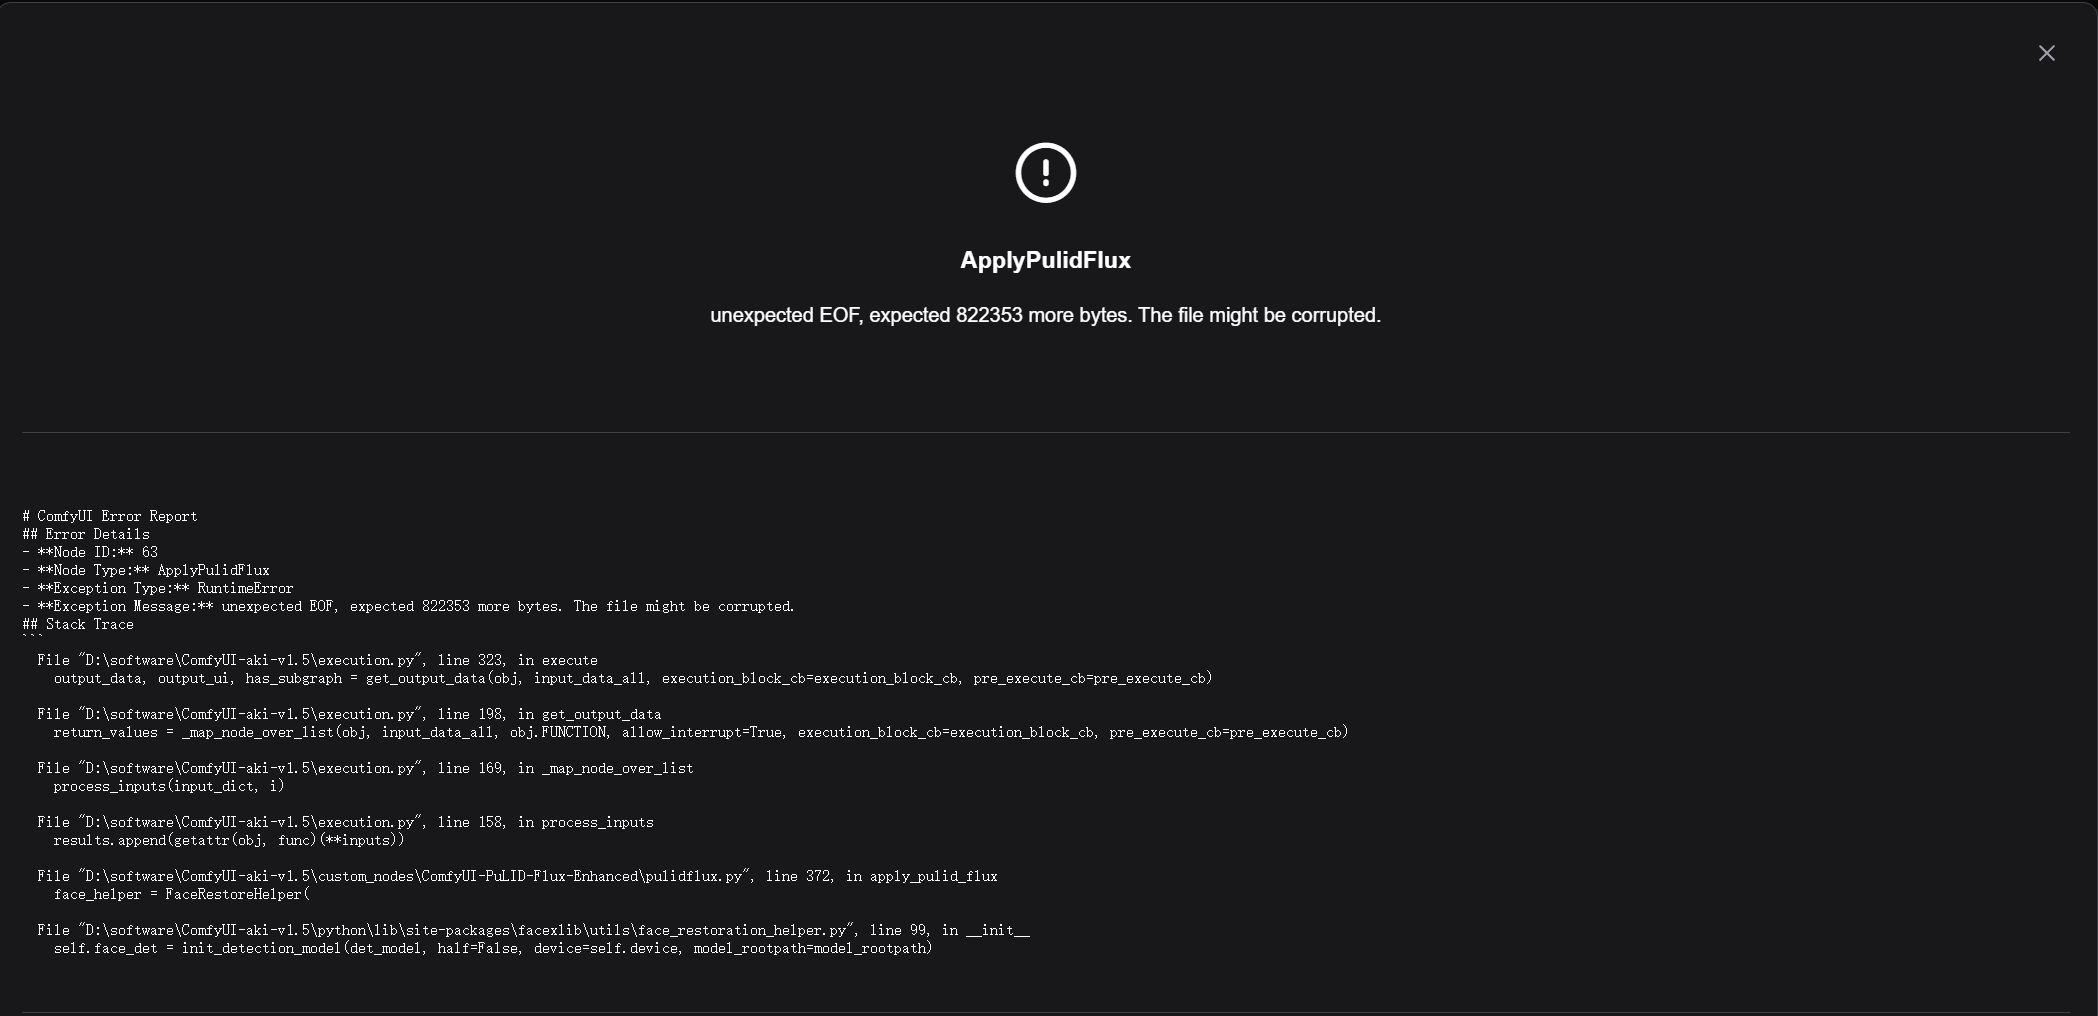 ApplyPulidFlux
unexpected EOF, expected 822353 more bytes. The file might be corrupted.
# ComfyUI Error Report
## Error Details
- **Node ID:** 63
- **Node Type:** ApplyPulidFlux
- **Exception Type:** RuntimeError
- **Exception Message:** unexpected EOF, expected 822353 more bytes. The file might be corrupted.
## Stack Trace
```
File "D:\software\ComfyUI-aki-v1.5\execution.py", line 323, in execute
output_data, output_ui, has_subgraph = get_output_data(obj, input_data_all, execution_block_cb=execution_block_cb, pre_execute_cb=pre_execute_cb)
File "D:\software\ComfyUI-aki-v1.5\execution.py", line 198, in get_output_data
return_values = _map_node_over_list(obj, input_data_all, obj.FUNCTION, allow_interrupt=True, execution_block_cb=execution_block_cb, pre_execute_cb=pre_execute_cb)
File "D:\software\ComfyUI-aki-v1.5\execution.py", line 169, in _map_node_over_list
process_inputs(input_dict, i)
File "D:\software\ComfyUI-aki-v1.5\execution.py", line 158, in process_inputs
results.append(getattr(obj, func)(**inputs))
File "D:\software\ComfyUI-aki-v1.5\custom_nodes\ComfyUI-PuLID-Flux-Enhanced\pulidflux.py", line 372, in apply_pulid_flux
face_helper = FaceRestoreHelper(
File "D:\software\ComfyUI-aki-v1.5\python\lib\site-packages\facexlib\utils\face_restoration_helper.py", line 99, in __init__
self.face_det = init_detection_model(det_model, half=False, device=self.device, model_rootpath=model_rootpath)